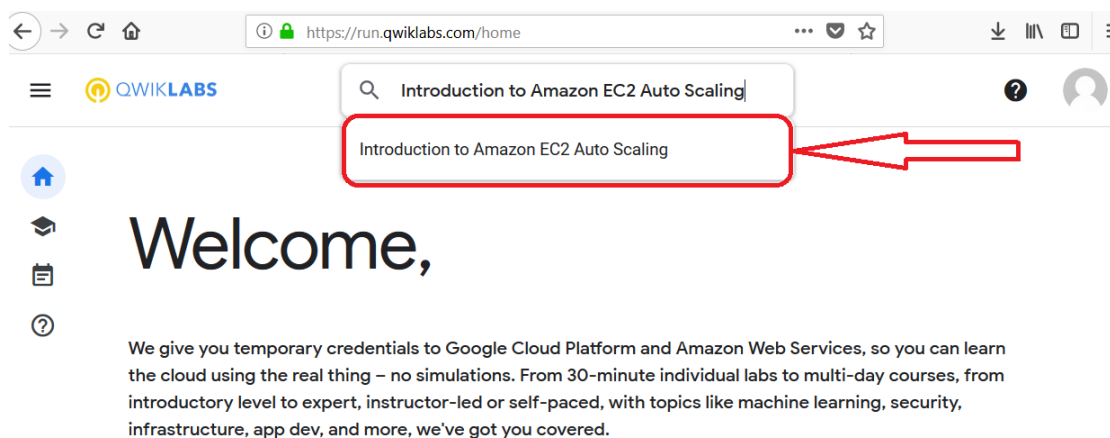 https://run.qwiklabs.com/home
QWIKLABS
Introduction to Amazon EC2 Auto Scaling
Introduction to Amazon EC2 Auto Scaling
Welcome,
We give you temporary credentials to Google Cloud Platform and Amazon Web Services, so you can learn
the cloud using the real thing – no simulations. From 30-minute individual labs to multi-day courses, from
introductory level to expert, instructor-led or self-paced, with topics like machine learning, security,
infrastructure, app dev, and more, we've got you covered.